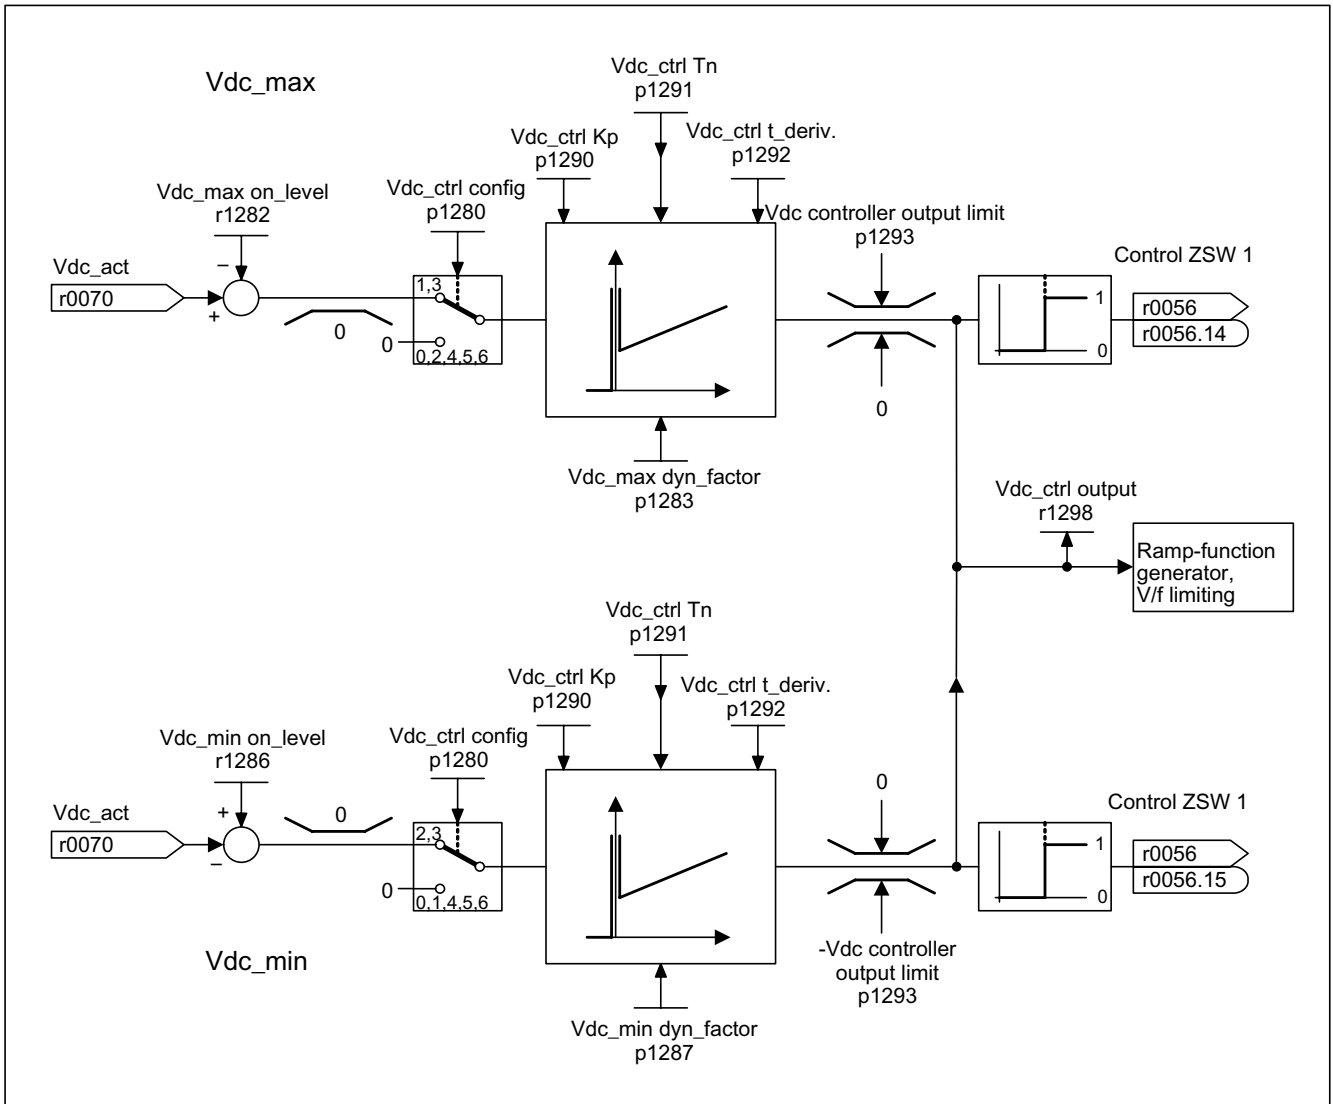 Vdc_max
Vdc_ctrl Tn
p1291
Vdc_ctrl Kp
p1290
Vdc_ctrl t_deriv.
p1292
Vdc_max on_level
r1282
Vdc_ctrl config
p1280
Vdc controller output limit
p1293
Control ZSW 1
Vdc_act
r0070
–
+
0
1,3
0
0,2,4,5,6
0
1
0
r0056
r0056.14
Vdc_max dyn_factor
p1283
Vdc_ctrl output
r1298
Ramp-function
generator,
V/f limiting
Vdc_ctrl Tn
p1291
Vdc_ctrl Kp
p1290
Vdc_ctrl t_deriv.
p1292
Vdc_min on_level
r1286
Vdc_ctrl config
p1280
0
Control ZSW 1
Vdc_act
r0070
+
–
0
2,3
0
0,1,4,5,6
1
0
r0056
r0056.15
-Vdc controller
output limit
p1293
Vdc_min
Vdc_min dyn_factor
p1287